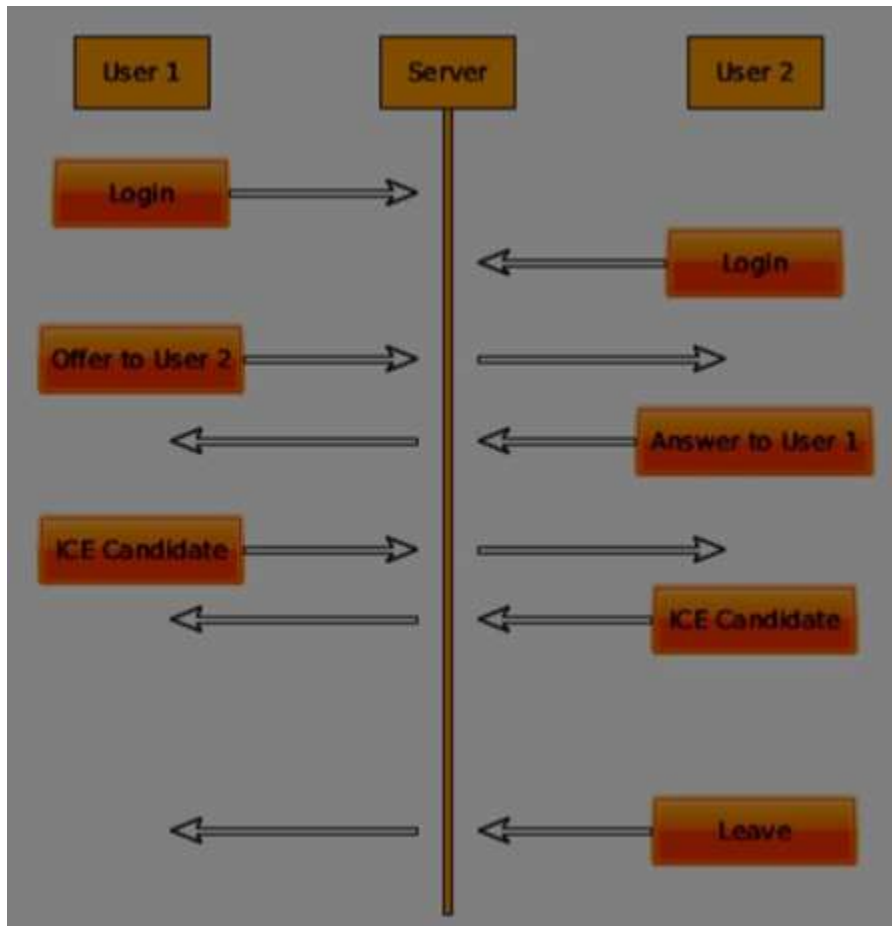 User 1
Server
User 2
Login
Login
Offer to User 2
Answer to User 1
ICE Candidate
ICE Candidate
Leave